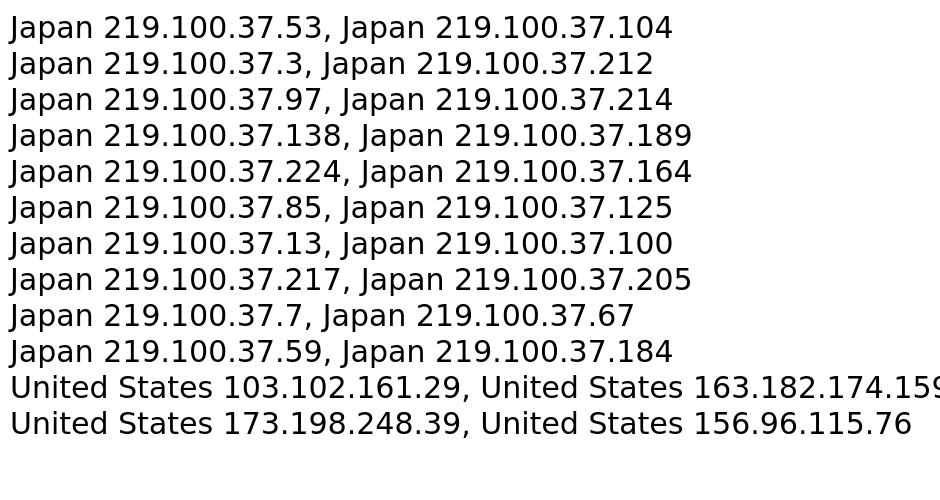 Japan 219.100.37.53, Japan 219.100.37.104
Japan 219.100.37.3, Japan 219.100.37.212
Japan 219.100.37.97, Japan 219.100.37.214
Japan 219.100.37.138, Japan 219.100.37.189
Japan 219.100.37.224, Japan 219.100.37.164
Japan 219.100.37.85, Japan 219.100.37.125
Japan 219.100.37.13, Japan 219.100.37.100
Japan 219.100.37.217, Japan 219.100.37.205
Japan 219.100.37.7, Japan 219.100.37.67
Japan 219.100.37.59, Japan 219.100.37.184
United States 103.102.161.29, United States 163.182.174.159
United States 173.198.248.39, United States 156.96.115.76